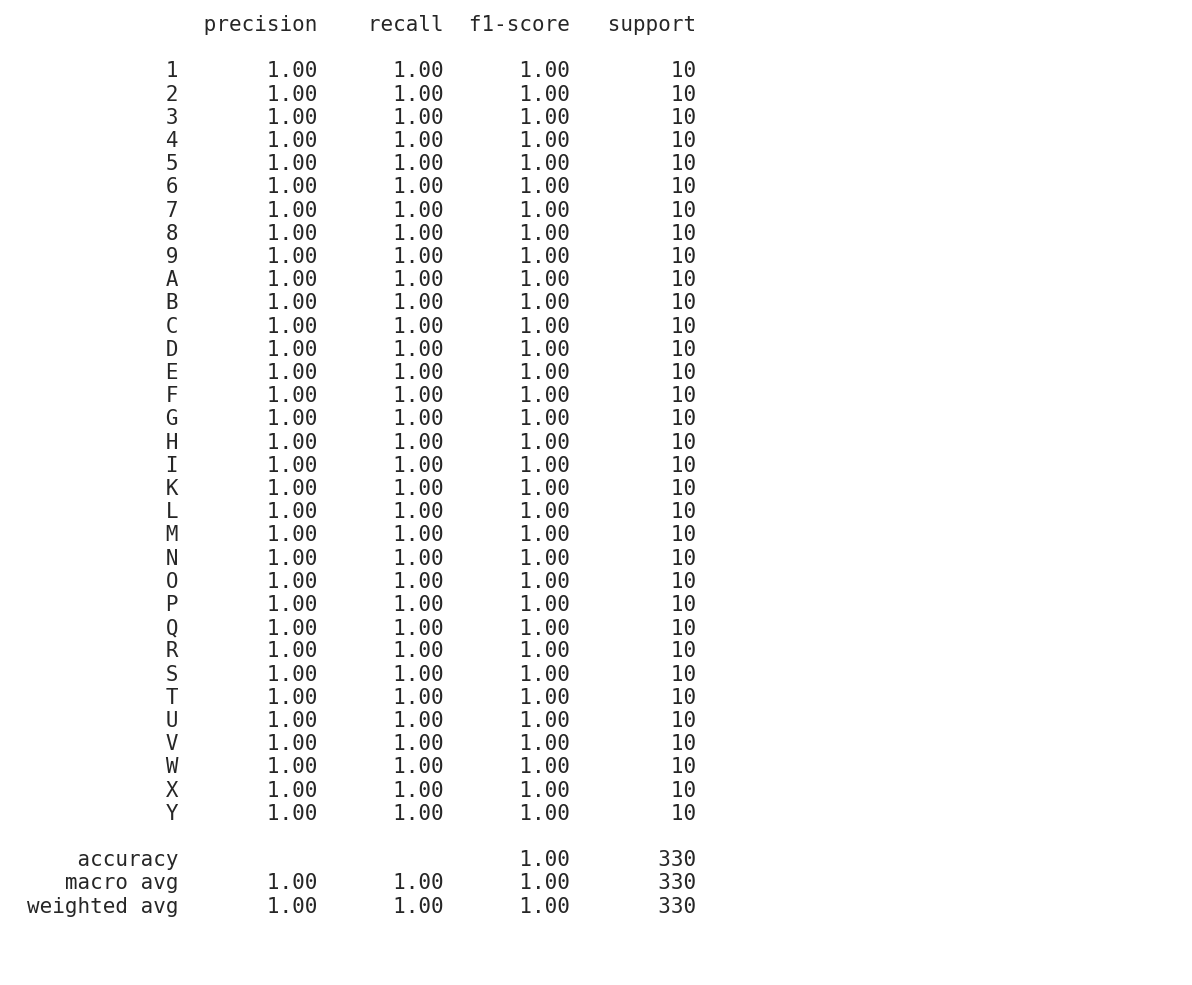 precision recall f1-score support
1 1.00 1.00 1.00 10
2 1.00 1.00 1.00 10
3 1.00 1.00 1.00 10
4 1.00 1.00 1.00 10
5 1.00 1.00 1.00 10
6 1.00 1.00 1.00 10
7 1.00 1.00 1.00 10
8 1.00 1.00 1.00 10
9 1.00 1.00 1.00 10
A 1.00 1.00 1.00 10
B 1.00 1.00 1.00 10
C 1.00 1.00 1.00 10
D 1.00 1.00 1.00 10
E 1.00 1.00 1.00 10
F 1.00 1.00 1.00 10
G 1.00 1.00 1.00 10
H 1.00 1.00 1.00 10
I 1.00 1.00 1.00 10
K 1.00 1.00 1.00 10
L 1.00 1.00 1.00 10
M 1.00 1.00 1.00 10
N 1.00 1.00 1.00 10
O 1.00 1.00 1.00 10
P 1.00 1.00 1.00 10
Q 1.00 1.00 1.00 10
R 1.00 1.00 1.00 10
S 1.00 1.00 1.00 10
T 1.00 1.00 1.00 10
U 1.00 1.00 1.00 10
V 1.00 1.00 1.00 10
W 1.00 1.00 1.00 10
X 1.00 1.00 1.00 10
Y 1.00 1.00 1.00 10
accuracy 1.00 330
macro avg 1.00 1.00 1.00 330
weighted avg 1.00 1.00 1.00 330